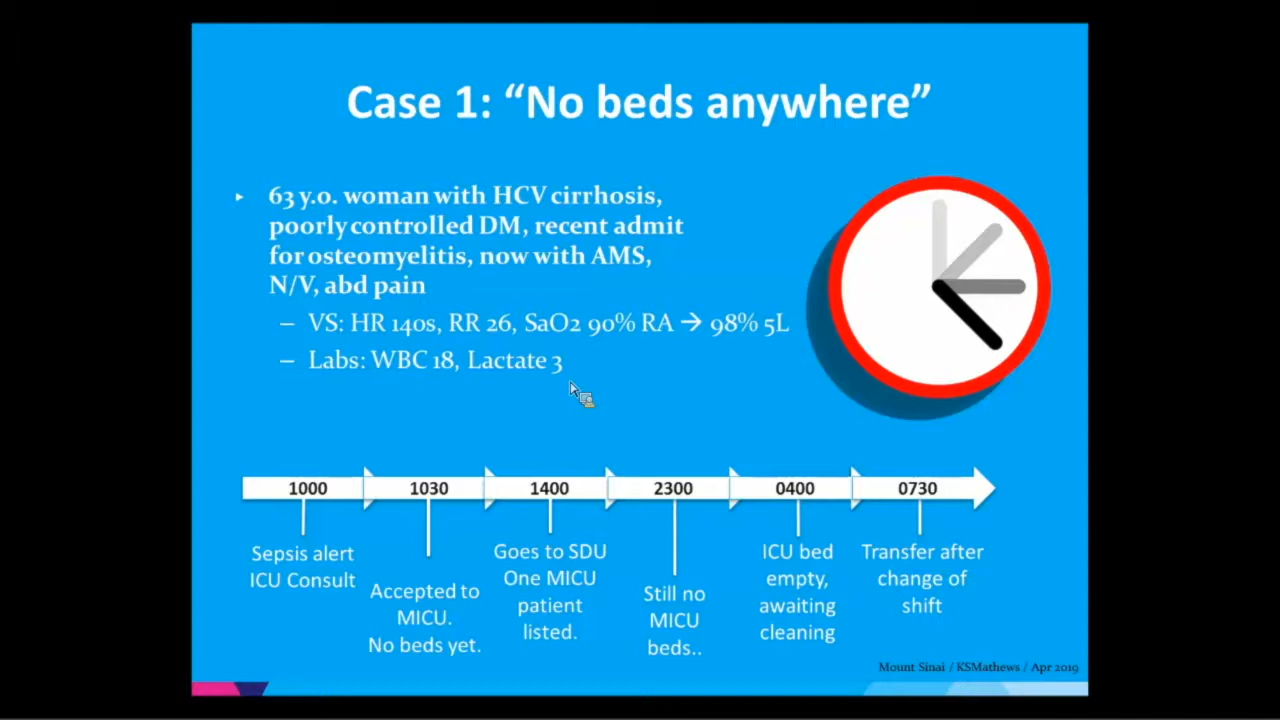 Case 1: “No beds anywhere”
63 y.o. woman with HCV cirrhosis,
poorly controlled DM, recent admit
for osteomyelitis, now with AMS,
N/V, abd pain
– VS: HR 140s, RR 26, SaO2 90% RA → 98% 5L
– Labs: WBC 18, Lactate 3
1000
Sepsis alert
ICU Consult
1030
Accepted to
MICU.
No beds yet.
1400
Goes to SDU
One MICU
patient
listed.
2300
Still no
MICU
beds..
0400
ICU bed
empty,
awaiting
cleaning
0730
Transfer after
change of
shift
Mount Sinai / KSMathews / Apr 2019